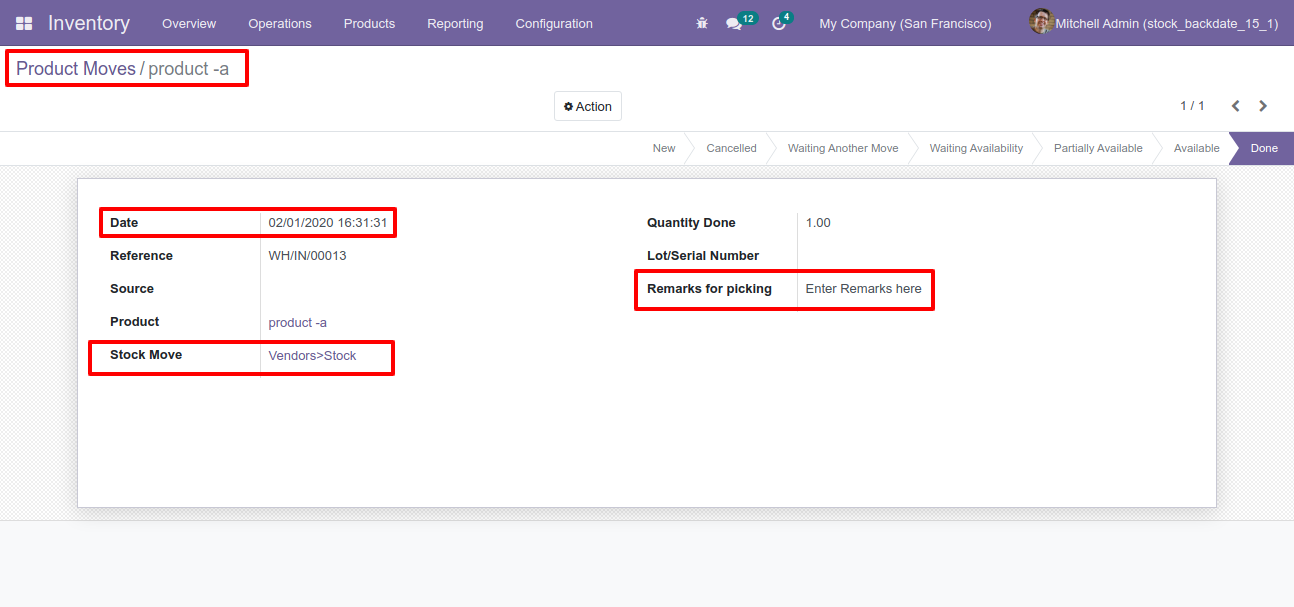 Inventory Overview Operations Products Reporting Configuration 12 4 My Company (San Francisco) Mitchell Admin (stock_backdate_15_1)
Product Moves / product -a
Action 1 / 1
New Cancelled Waiting Another Move Waiting Availability Partially Available Available Done
Date 02/01/2020 16:31:31 Quantity Done 1.00
Reference WH/IN/00013 Lot/Serial Number
Source Remarks for picking Enter Remarks here
Product product -a
Stock Move Vendors>Stock